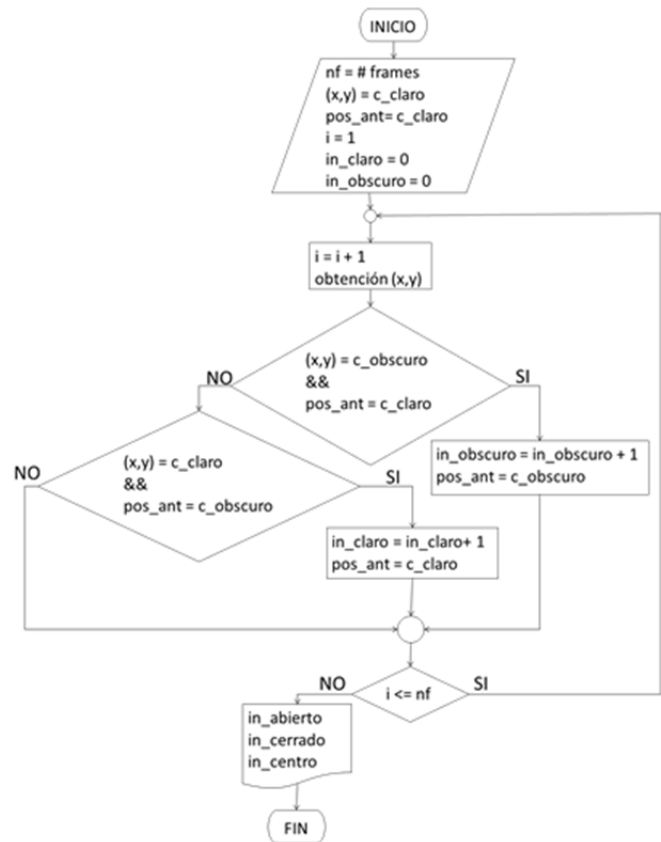 INICIO
nf = # frames
(x,y) = c_claro
pos_ant= c_claro
i = 1
in_claro = 0
in_obscuro = 0
i = i + 1
obtención (x,y)
(x,y) = c_obscuro
&&
pos_ant = c_claro
NO
SI
(x,y) = c_claro
&&
pos_ant = c_obscuro
NO
SI
in_obscuro = in_obscuro + 1
pos_ant = c_obscuro
in_claro = in_claro+ 1
pos_ant = c_claro
NO
i <= nf
SI
in_abierto
in_cerrado
in_centro
FIN